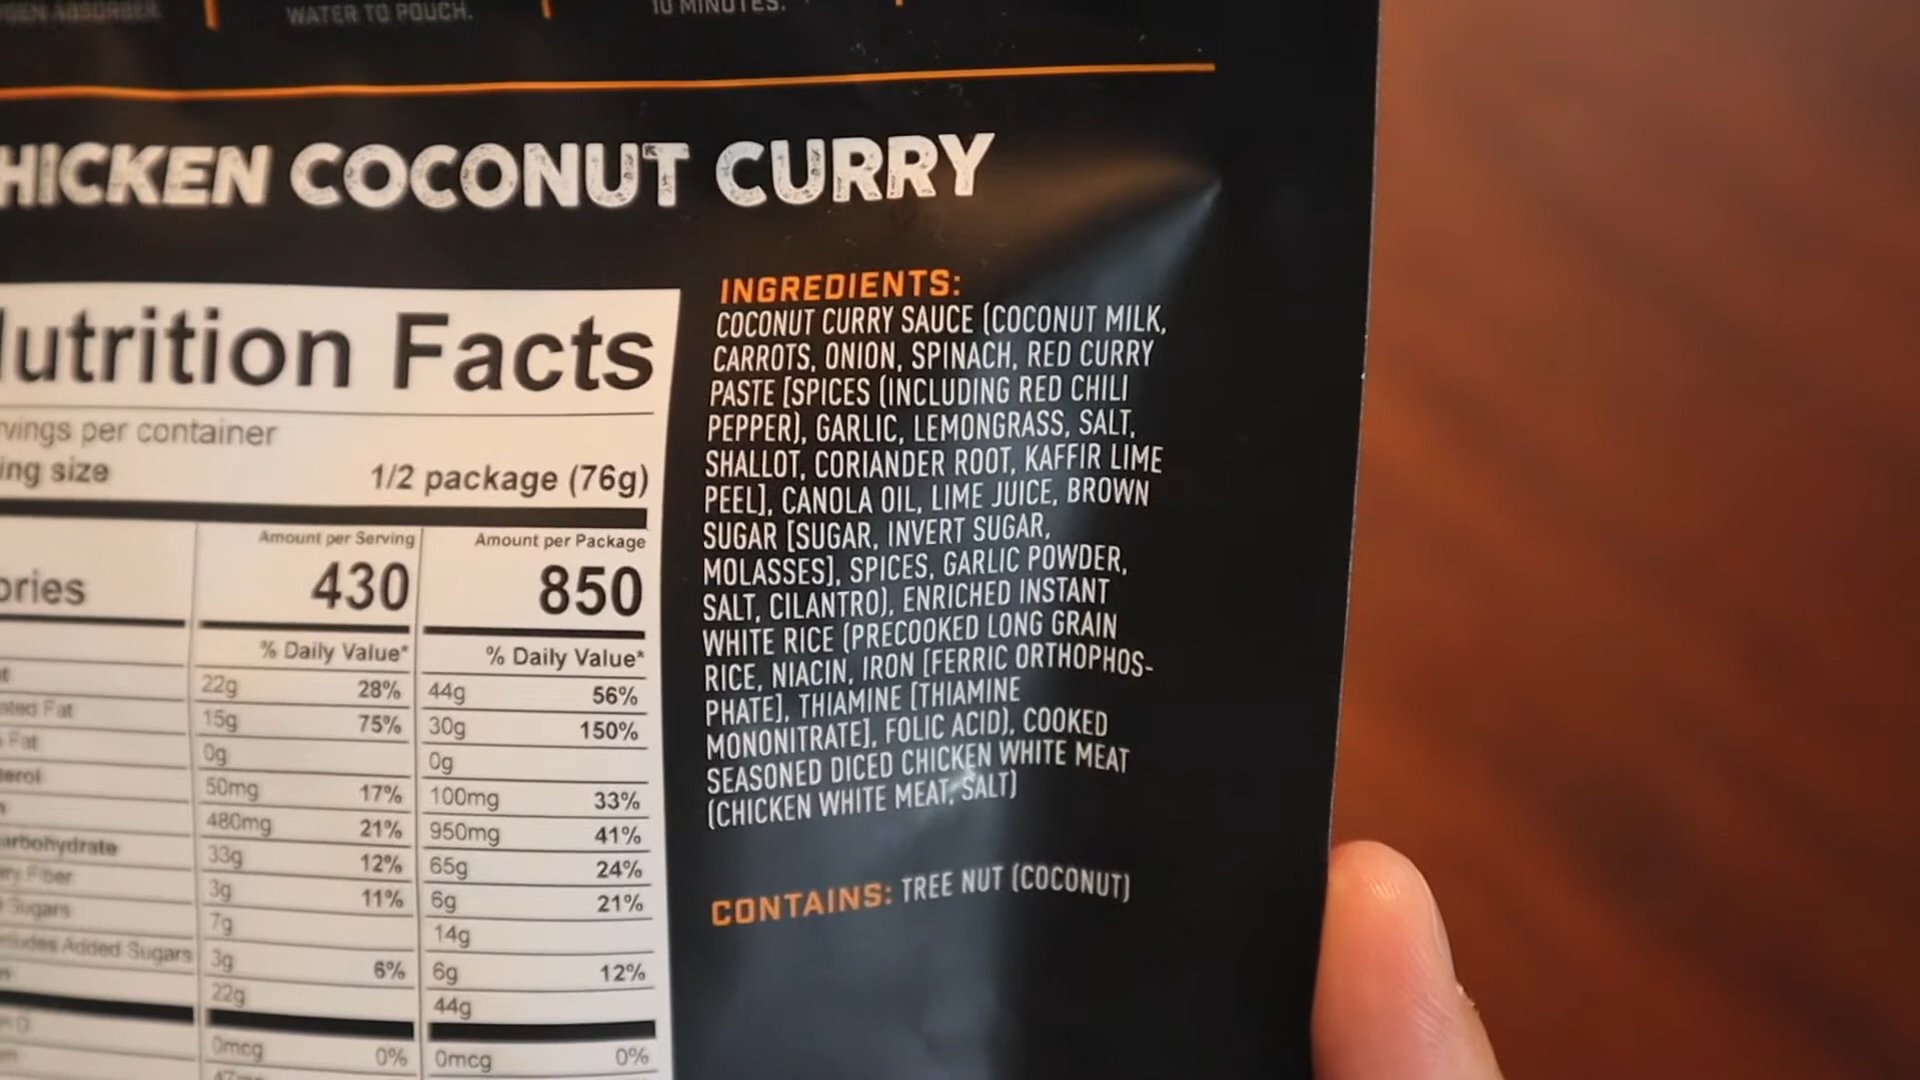 WATER TO POUCH.
10 MINUTES.
HICKEN COCONUT CURRY
utrition Facts
vings per container
ing size 1/2 package (76g)
Amount per Serving Amount per Package
ories 430 850
% Daily Value* % Daily Value*
22g 28% 44g 56%
ated Fat 15g 75% 30g 150%
Fat 0g 0g
erol 50mg 17% 100mg 33%
480mg 21% 950mg 41%
arbohydrate 33g 12% 65g 24%
ry Fiber 3g 11% 6g 21%
Sugars 7g 14g
ludes Added Sugars 3g 6% 6g 12%
22g 44g
0mcg 0% 0mcg 0%
INGREDIENTS:
COCONUT CURRY SAUCE (COCONUT MILK,
CARROTS, ONION, SPINACH, RED CURRY
PASTE [SPICES (INCLUDING RED CHILI
PEPPER), GARLIC, LEMONGRASS, SALT,
SHALLOT, CORIANDER ROOT, KAFFIR LIME
PEEL], CANOLA OIL, LIME JUICE, BROWN
SUGAR [SUGAR, INVERT SUGAR,
MOLASSES], SPICES, GARLIC POWDER,
SALT, CILANTRO), ENRICHED INSTANT
WHITE RICE (PRECOOKED LONG GRAIN
RICE, NIACIN, IRON [FERRIC ORTHOPHOS-
PHATE], THIAMINE [THIAMINE
MONONITRATE], FOLIC ACID), COOKED
SEASONED DICED CHICKEN WHITE MEAT
(CHICKEN WHITE MEAT, SALT)
CONTAINS: TREE NUT (COCONUT)